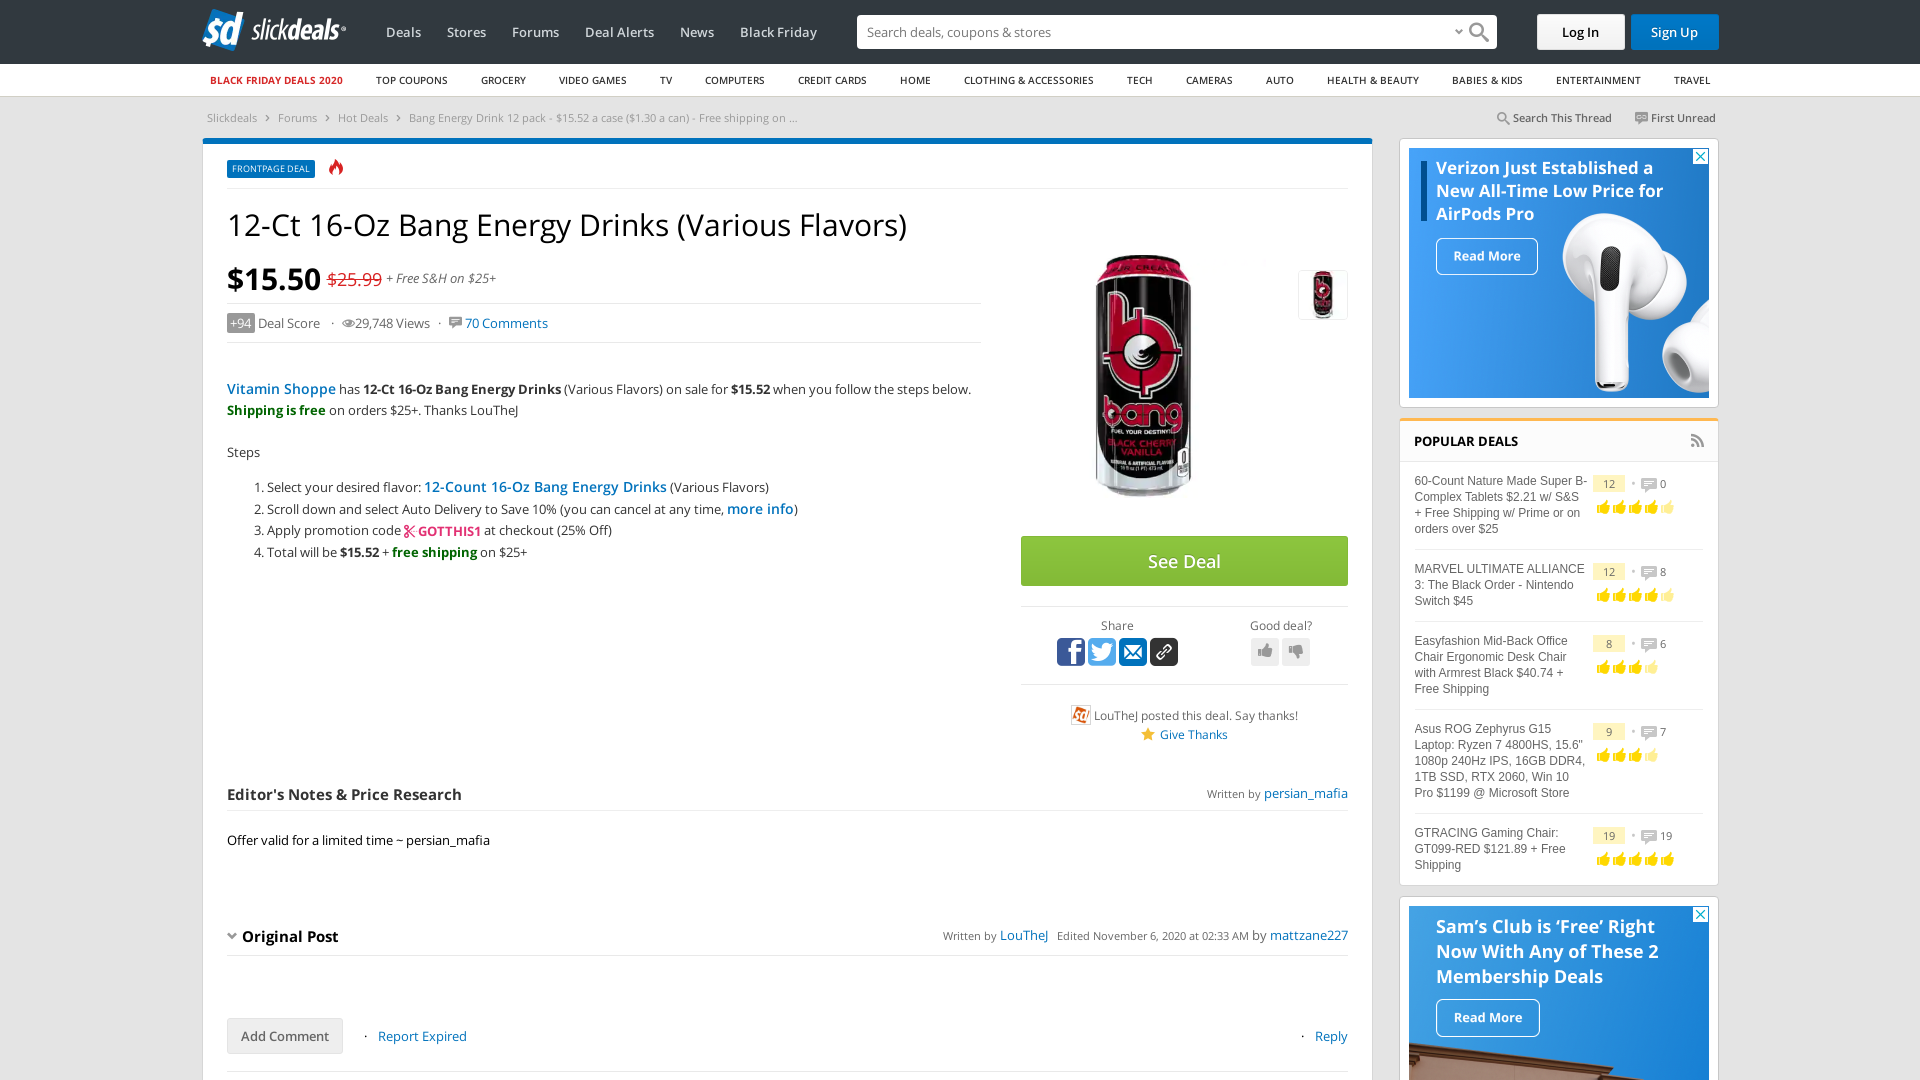 slickdeals
Deals
Stores
Forums
Deal Alerts
News
Black Friday
Search deals, coupons & stores
Log In
Sign Up
BLACK FRIDAY DEALS 2020
TOP COUPONS
GROCERY
VIDEO GAMES
TV
COMPUTERS
CREDIT CARDS
HOME
CLOTHING & ACCESSORIES
TECH
CAMERAS
AUTO
HEALTH & BEAUTY
BABIES & KIDS
ENTERTAINMENT
TRAVEL
Slickdeals > Forums > Hot Deals > Bang Energy Drink 12 pack - $15.52 a case ($1.30 a can) - Free shipping on ...
Search This Thread
First Unread
FRONTPAGE DEAL
12-Ct 16-Oz Bang Energy Drinks (Various Flavors)
$15.50 $25.99 + Free S&H on $25+
+94 Deal Score · 29,748 Views · 70 Comments
Vitamin Shoppe has 12-Ct 16-Oz Bang Energy Drinks (Various Flavors) on sale for $15.52 when you follow the steps below.
Shipping is free on orders $25+. Thanks LouTheJ
Steps
1. Select your desired flavor: 12-Count 16-Oz Bang Energy Drinks (Various Flavors)
2. Scroll down and select Auto Delivery to Save 10% (you can cancel at any time, more info)
3. Apply promotion code GOTTHIS1 at checkout (25% Off)
4. Total will be $15.52 + free shipping on $25+
bang
FUEL YOUR DESTINY!
BLACK CHERRY
VANILLA
See Deal
Share
Good deal?
LouTheJ posted this deal. Say thanks!
Give Thanks
Editor's Notes & Price Research
Written by persian_mafia
Offer valid for a limited time ~ persian_mafia
Original Post
Written by LouTheJ Edited November 6, 2020 at 02:33 AM by mattzane227
Add Comment
· Report Expired
· Reply
Verizon Just Established a
New All-Time Low Price for
AirPods Pro
Read More
POPULAR DEALS
60-Count Nature Made Super B-
Complex Tablets $2.21 w/ S&S
+ Free Shipping w/ Prime or on
orders over $25
12 • 0
MARVEL ULTIMATE ALLIANCE
3: The Black Order - Nintendo
Switch $45
12 • 8
Easyfashion Mid-Back Office
Chair Ergonomic Desk Chair
with Armrest Black $40.74 +
Free Shipping
8 • 6
Asus ROG Zephyrus G15
Laptop: Ryzen 7 4800HS, 15.6"
1080p 240Hz IPS, 16GB DDR4,
1TB SSD, RTX 2060, Win 10
Pro $1199 @ Microsoft Store
9 • 7
GTRACING Gaming Chair:
GT099-RED $121.89 + Free
Shipping
19 • 19
Sam's Club is ‘Free’ Right
Now With Any of These 2
Membership Deals
Read More